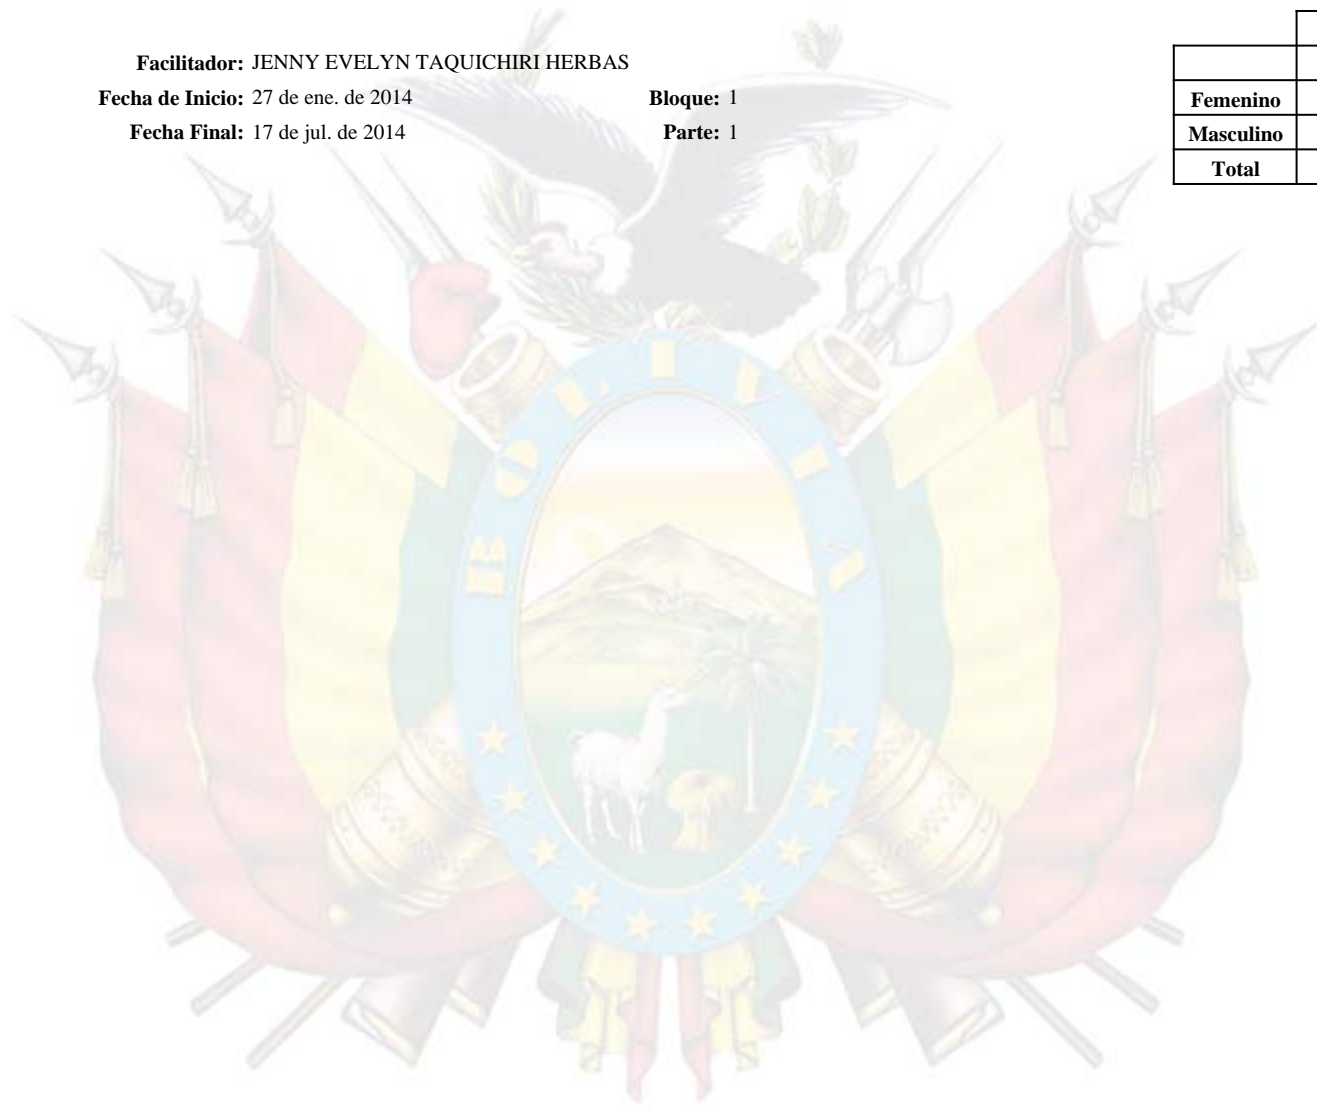 Facilitador: JENNY EVELYN TAQUICHIRI HERBAS
Fecha de Inicio: 27 de ene. de 2014 Bloque: 1
Fecha Final: 17 de jul. de 2014 Parte: 1
Femenino
Masculino
Total
BOLIVIA